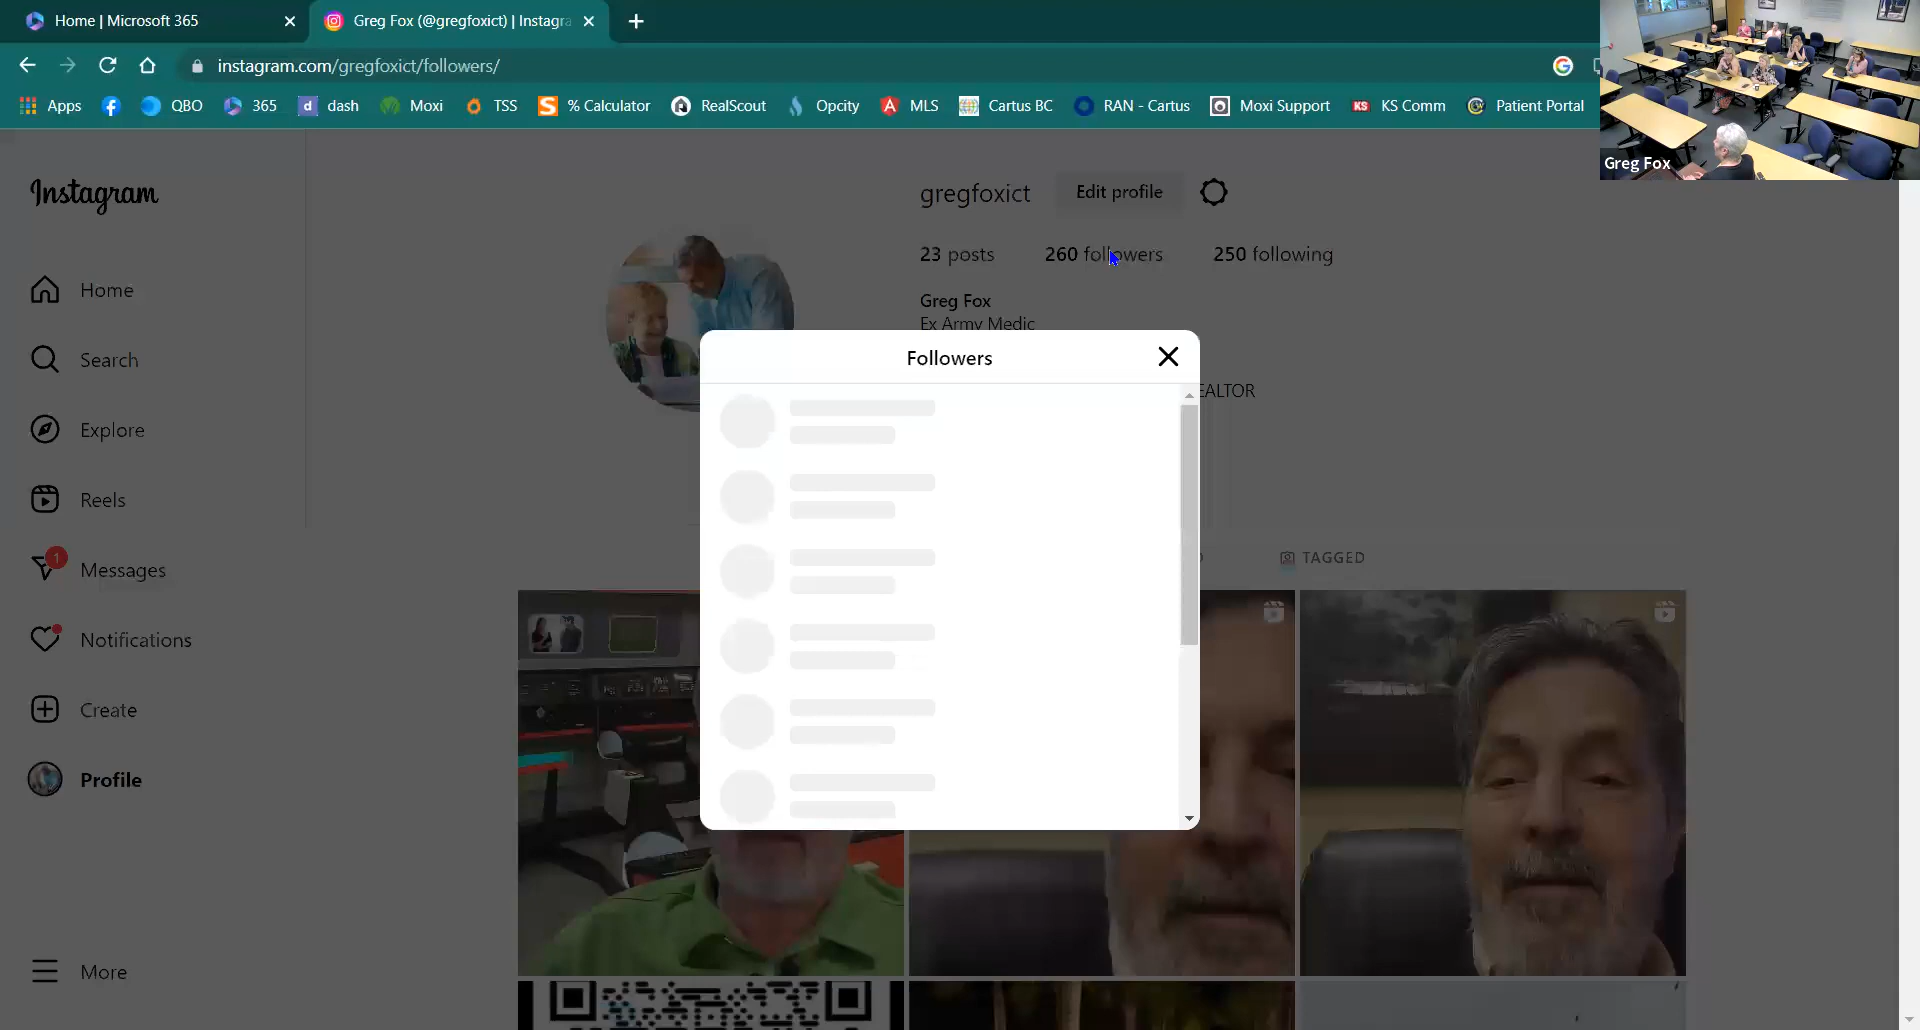 Home | Microsoft 365
Greg Fox (@gregfoxict) | Instagra
instagram.com/gregfoxict/followers/
Apps
QBO
365
dash
Moxi
TSS
% Calculator
RealScout
Opcity
MLS
Cartus BC
RAN - Cartus
Moxi Support
KS Comm
Patient Portal
Greg Fox
Instagram
Home
Search
Explore
Reels
1
Messages
Notifications
Create
Profile
More
gregfoxict
Edit profile
23 posts
260 followers
250 following
Greg Fox
Ex Army Medic
EALTOR
Followers
TAGGED